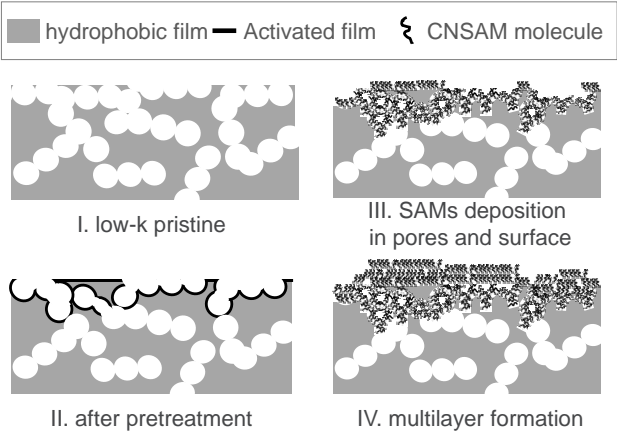 hydrophobic film Activated film CNSAM molecule
I. low-k pristine
III. SAMs deposition
in pores and surface
II. after pretreatment
IV. multilayer formation